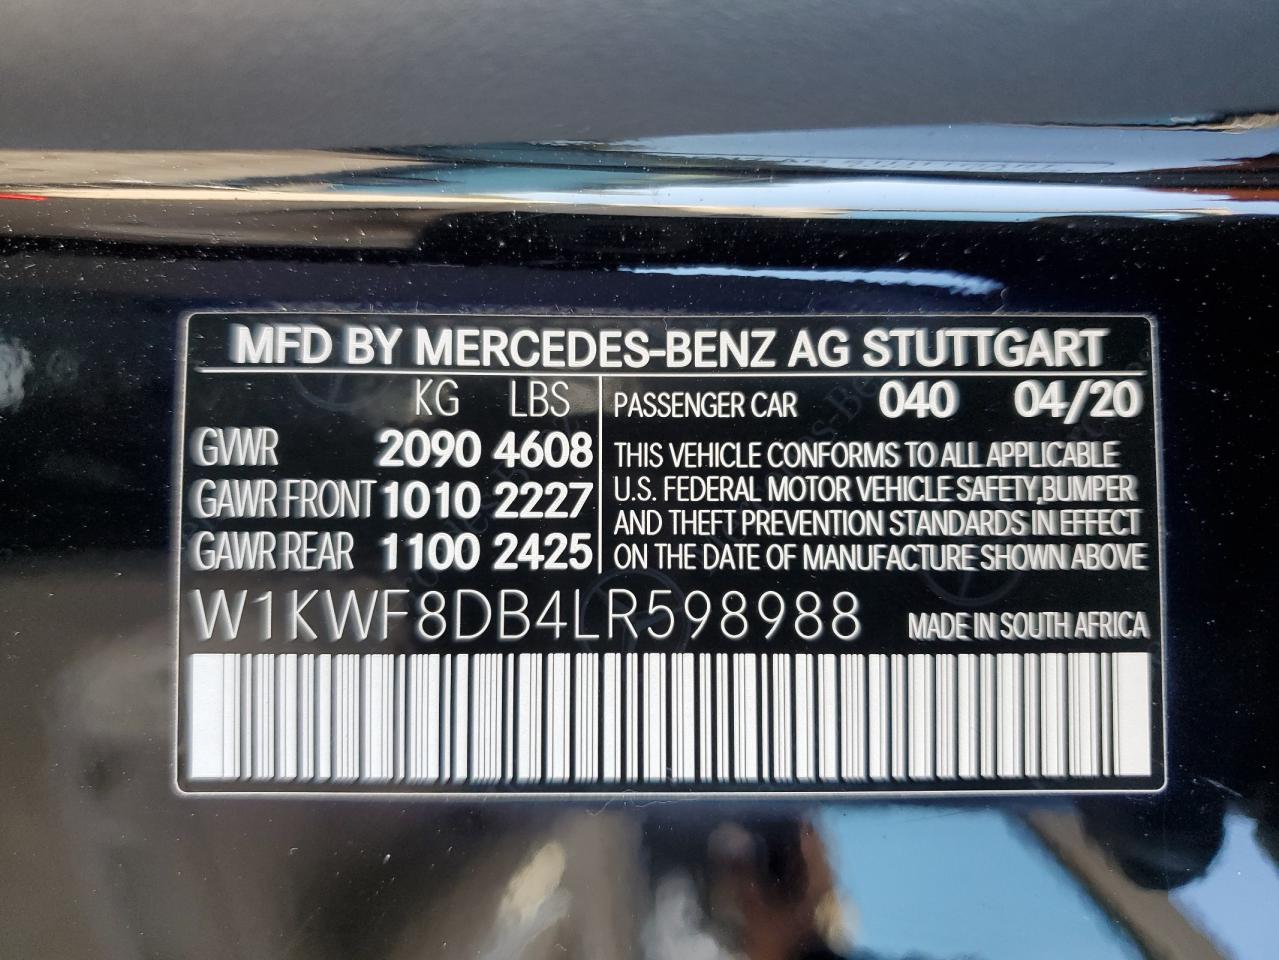 MFD BY MERCEDES-BENZ AG STUTTGART
KG LBS
GVWR 2090 4608
GAWR FRONT 1010 2227
GAWR REAR 1100 2425
PASSENGER CAR 040 04/20
THIS VEHICLE CONFORMS TO ALL APPLICABLE
U.S. FEDERAL MOTOR VEHICLE SAFETY,BUMPER
AND THEFT PREVENTION STANDARDS IN EFFECT
ON THE DATE OF MANUFACTURE SHOWN ABOVE
W1KWF8DB4LR598988
MADE IN SOUTH AFRICA